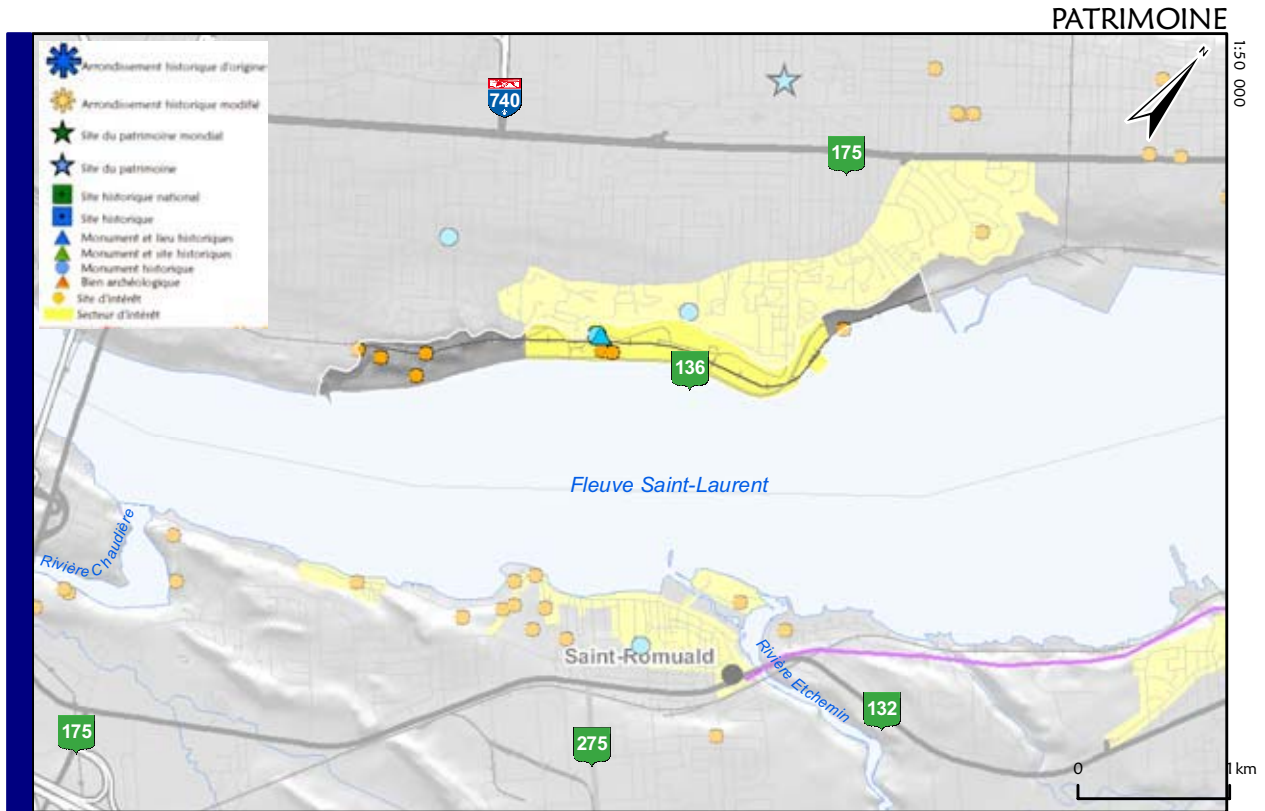 PATRIMOINE
1:50 000
N
Arrondissement historique d'origine
Arrondissement historique modifié
Site du patrimoine mondial
Site du patrimoine
Site historique national
Site historique
Monument et lieu historiques
Monument et site historiques
Monument historique
Bien archéologique
Site d'intérêt
Secteur d'intérêt
740
175
136
Fleuve Saint-Laurent
Rivière Chaudière
Saint-Romuald
Rivière Etchemin
132
175
275
0 1 km